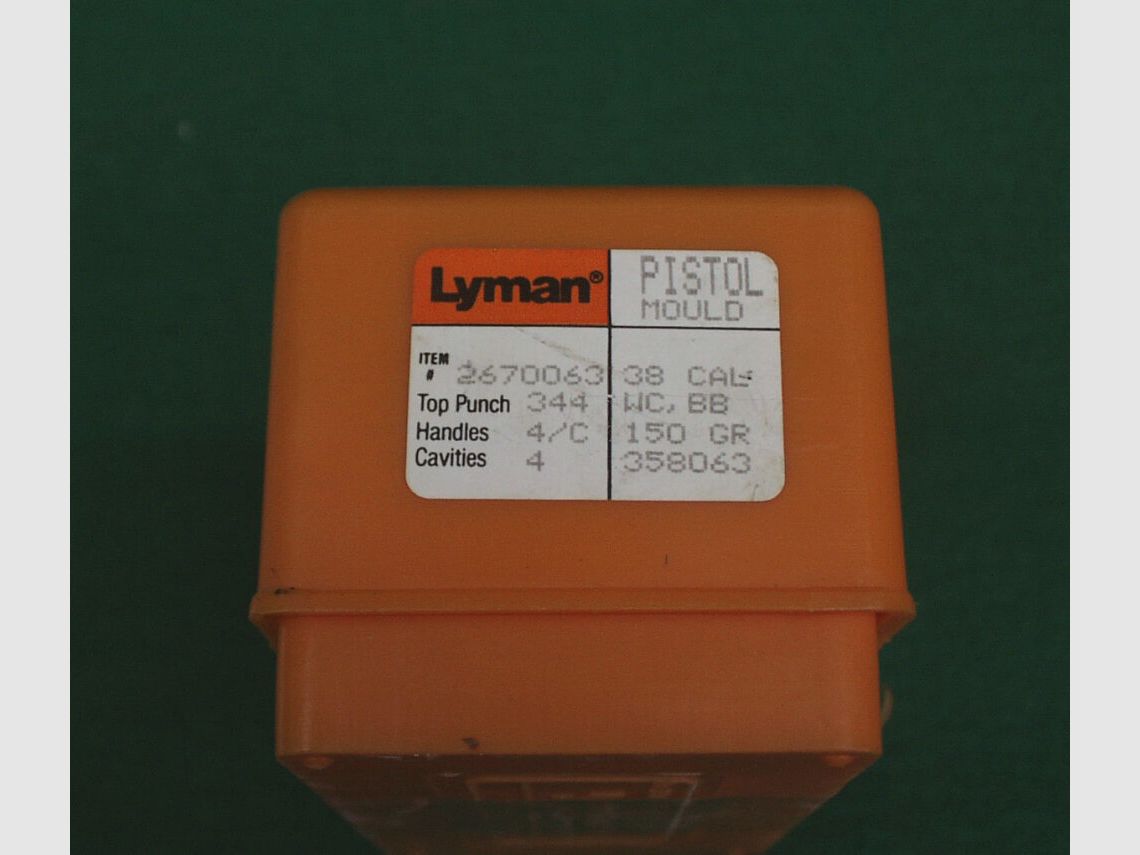 Lyman® PISTOL
MOULD
ITEM
# 2670063 38 CAL
Top Punch 344 WC, BB
Handles 4/C 150 GR
Cavities 4 358063